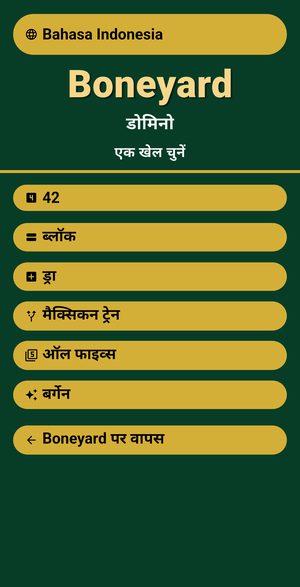 Bahasa Indonesia
Boneyard
डोमिनो
एक खेल चुनें
42
ब्लॉक
ड्रा
मैक्सिकन ट्रेन
ऑल फाइव्स
बर्गेन
Boneyard पर वापस